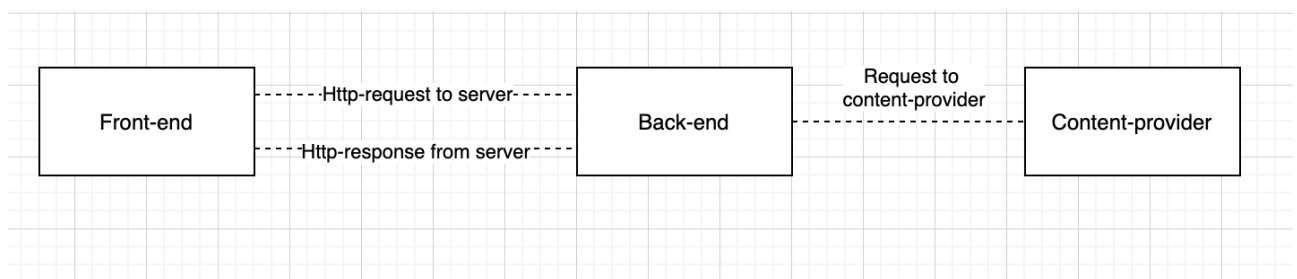 Front-end
Http-request to server
Http-response from server
Back-end
Request to
content-provider
Content-provider